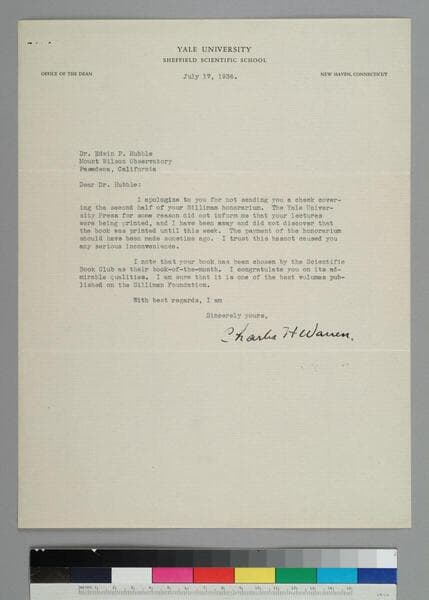 YALE UNIVERSITY
SHEFFIELD SCIENTIFIC SCHOOL
OFFICE OF THE DEAN
July 17, 1936.
NEW HAVEN, CONNECTICUT
Dr. Edwin P. Hubble
Mount Wilson Observatory
Pasadena, California
Dear Dr. Hubble:
I apologize to you for not sending you a check cover-
ing the second half of your Silliman honorarium. The Yale Univer-
sity Press for some reason did not inform me that your lectures
were being printed, and I have been away and did not discover that
the book was printed until this week. The payment of the honorarium
should have been made sometime ago. I trust this hasnot caused you
any serious inconvenience.
I note that your book has been chosen by the Scientific
Book Club as their book-of-the-month. I congratulate you on its ad-
mirable qualities. I am sure that it is one of the best volumes pub-
lished on the Silliman Foundation.
With best regards, I am
Sincerely yours,
Charles H Warren.